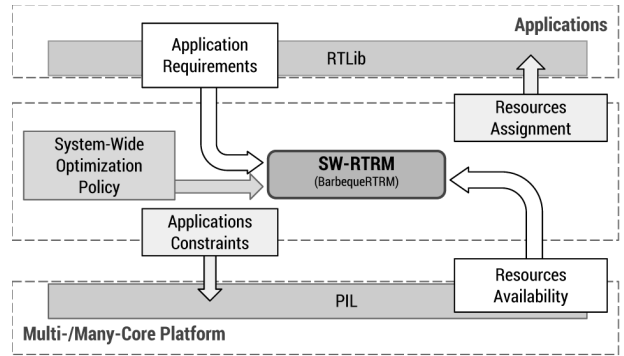 Applications
Application
Requirements
RTLib
Resources
Assignment
System-Wide
Optimization
Policy
SW-RTRM
(BarbequeRTRM)
Applications
Constraints
Resources
Availability
PIL
Multi-/Many-Core Platform